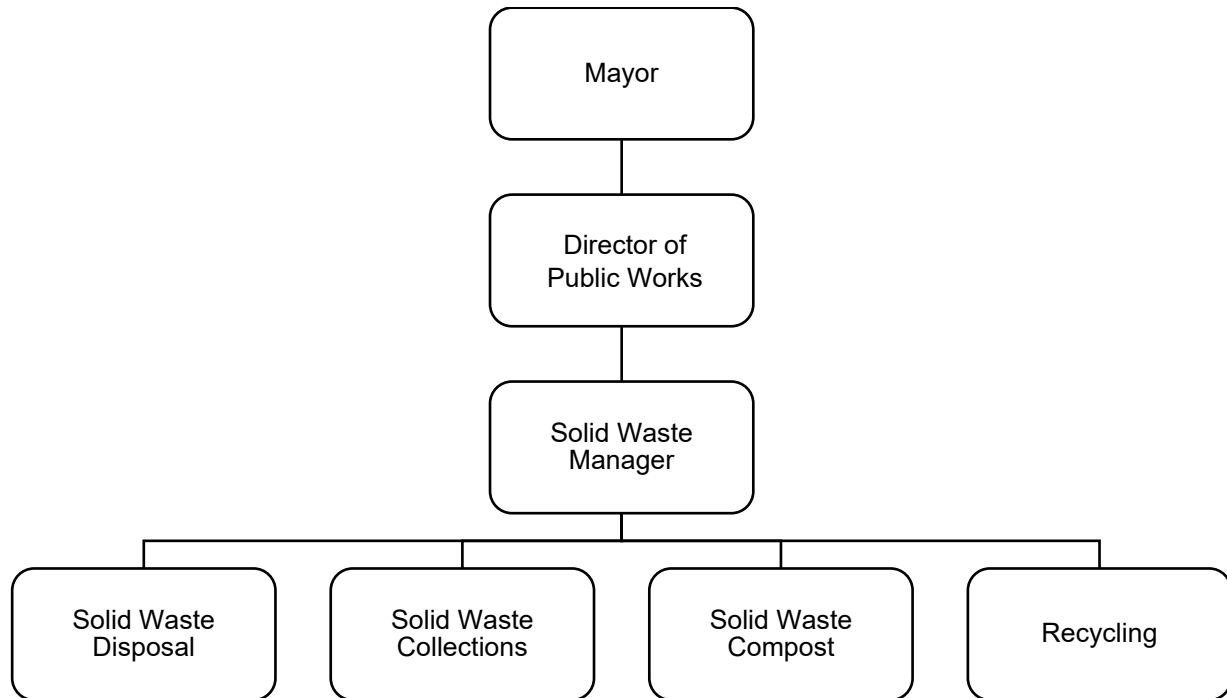 Mayor
Director of
Public Works
Solid Waste
Manager
Solid Waste
Disposal
Solid Waste
Collections
Solid Waste
Compost
Recycling